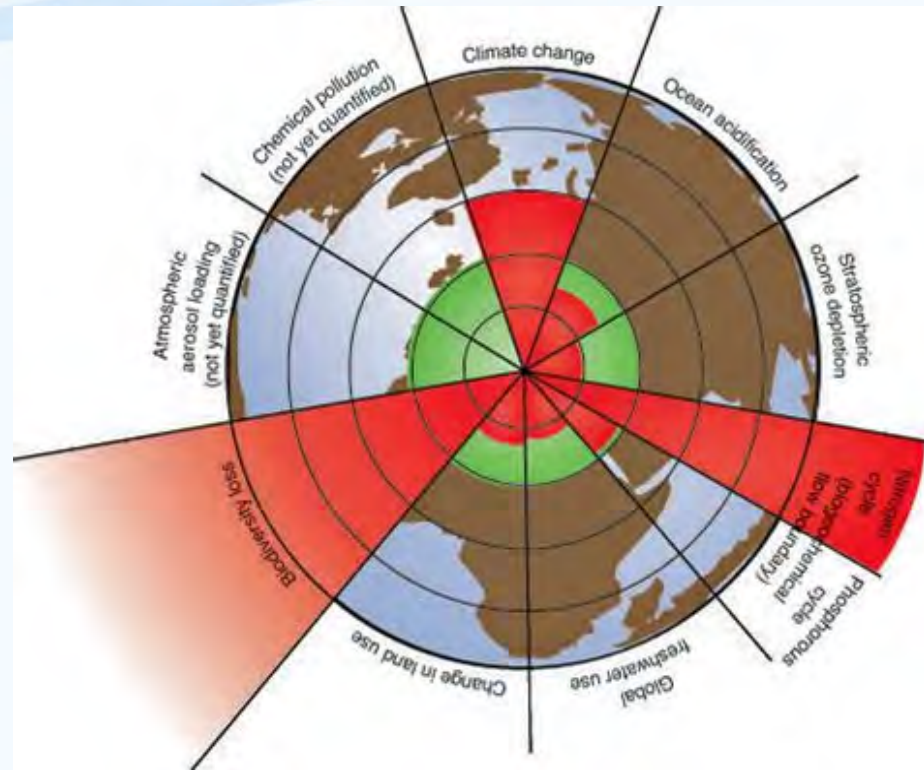 Climate change
Ocean acidification
Stratospheric
ozone depletion
Nitrogen
cycle
(biogeochemical
flow boundary)
Phosphorous
cycle
Global
freshwater use
Change in land use
Biodiversity loss
Atmospheric
aerosol loading
(not yet quantified)
Chemical pollution
(not yet quantified)